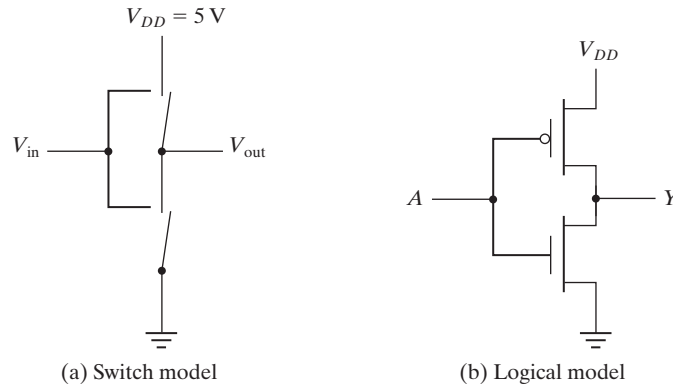 V_DD = 5 V
V_in
V_out
(a) Switch model
V_DD
A
Y
(b) Logical model